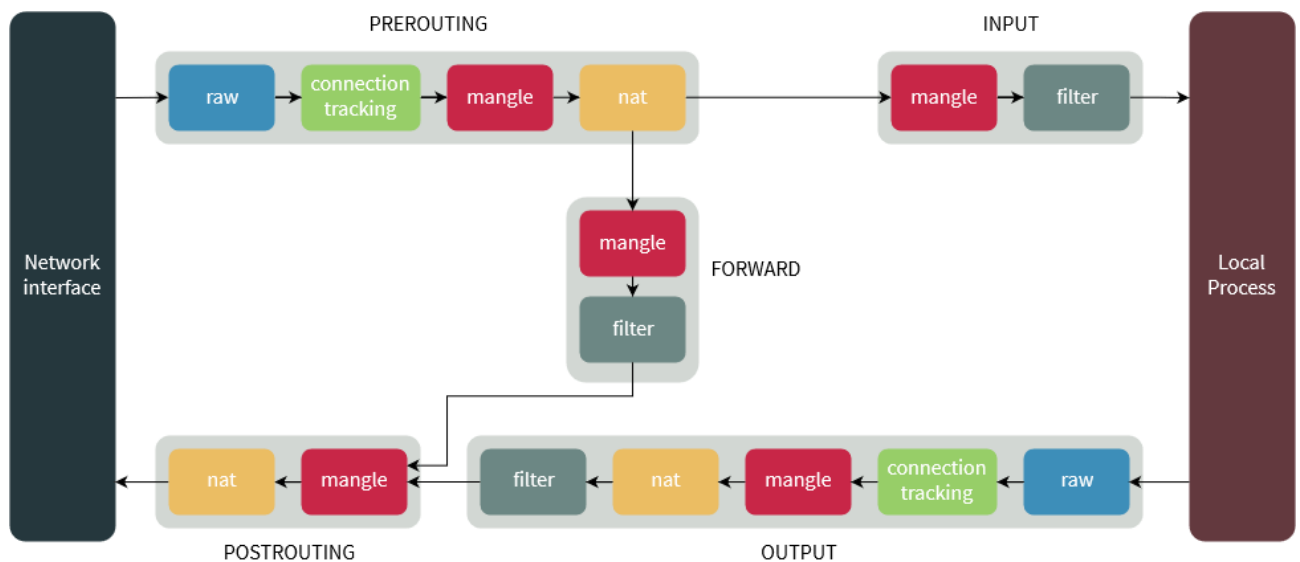 PREROUTING
INPUT
raw
connection
tracking
mangle
nat
mangle
filter
Network
interface
mangle
filter
FORWARD
Local
Process
nat
mangle
filter
nat
mangle
connection
tracking
raw
POSTROUTING
OUTPUT